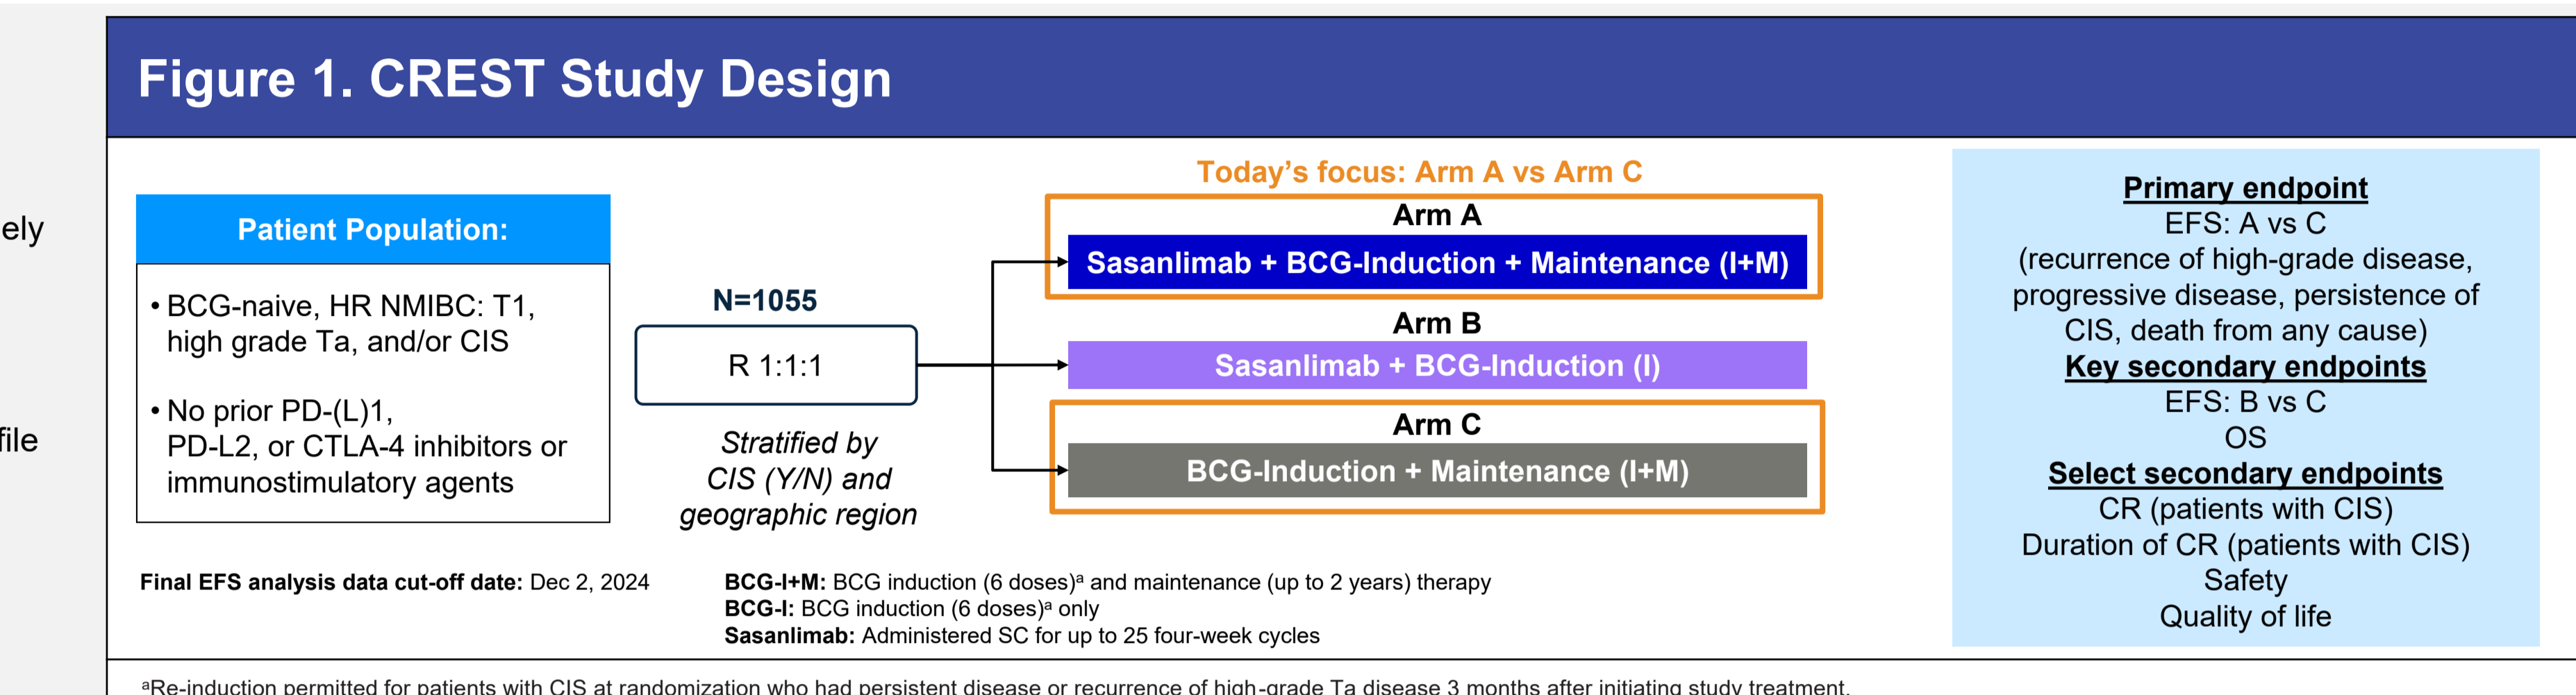 Figure 1. CREST Study Design
ely
file
Patient Population:
• BCG-naive, HR NMIBC: T1,
high grade Ta, and/or CIS
• No prior PD-(L)1,
PD-L2, or CTLA-4 inhibitors or
immunostimulatory agents
N=1055
R 1:1:1
Stratified by
CIS (Y/N) and
geographic region
Today’s focus: Arm A vs Arm C
Arm A
Sasanlimab + BCG-Induction + Maintenance (I+M)
Arm B
Sasanlimab + BCG-Induction (I)
Arm C
BCG-Induction + Maintenance (I+M)
Primary endpoint
EFS: A vs C
(recurrence of high-grade disease,
progressive disease, persistence of
CIS, death from any cause)
Key secondary endpoints
EFS: B vs C
OS
Select secondary endpoints
CR (patients with CIS)
Duration of CR (patients with CIS)
Safety
Quality of life
Final EFS analysis data cut-off date: Dec 2, 2024
BCG-I+M: BCG induction (6 doses)ᵃ and maintenance (up to 2 years) therapy
BCG-I: BCG induction (6 doses)ᵃ only
Sasanlimab: Administered SC for up to 25 four-week cycles
ᵃRe-induction permitted for patients with CIS at randomization who had persistent disease or recurrence of high-grade Ta disease 3 months after initiating study treatment.